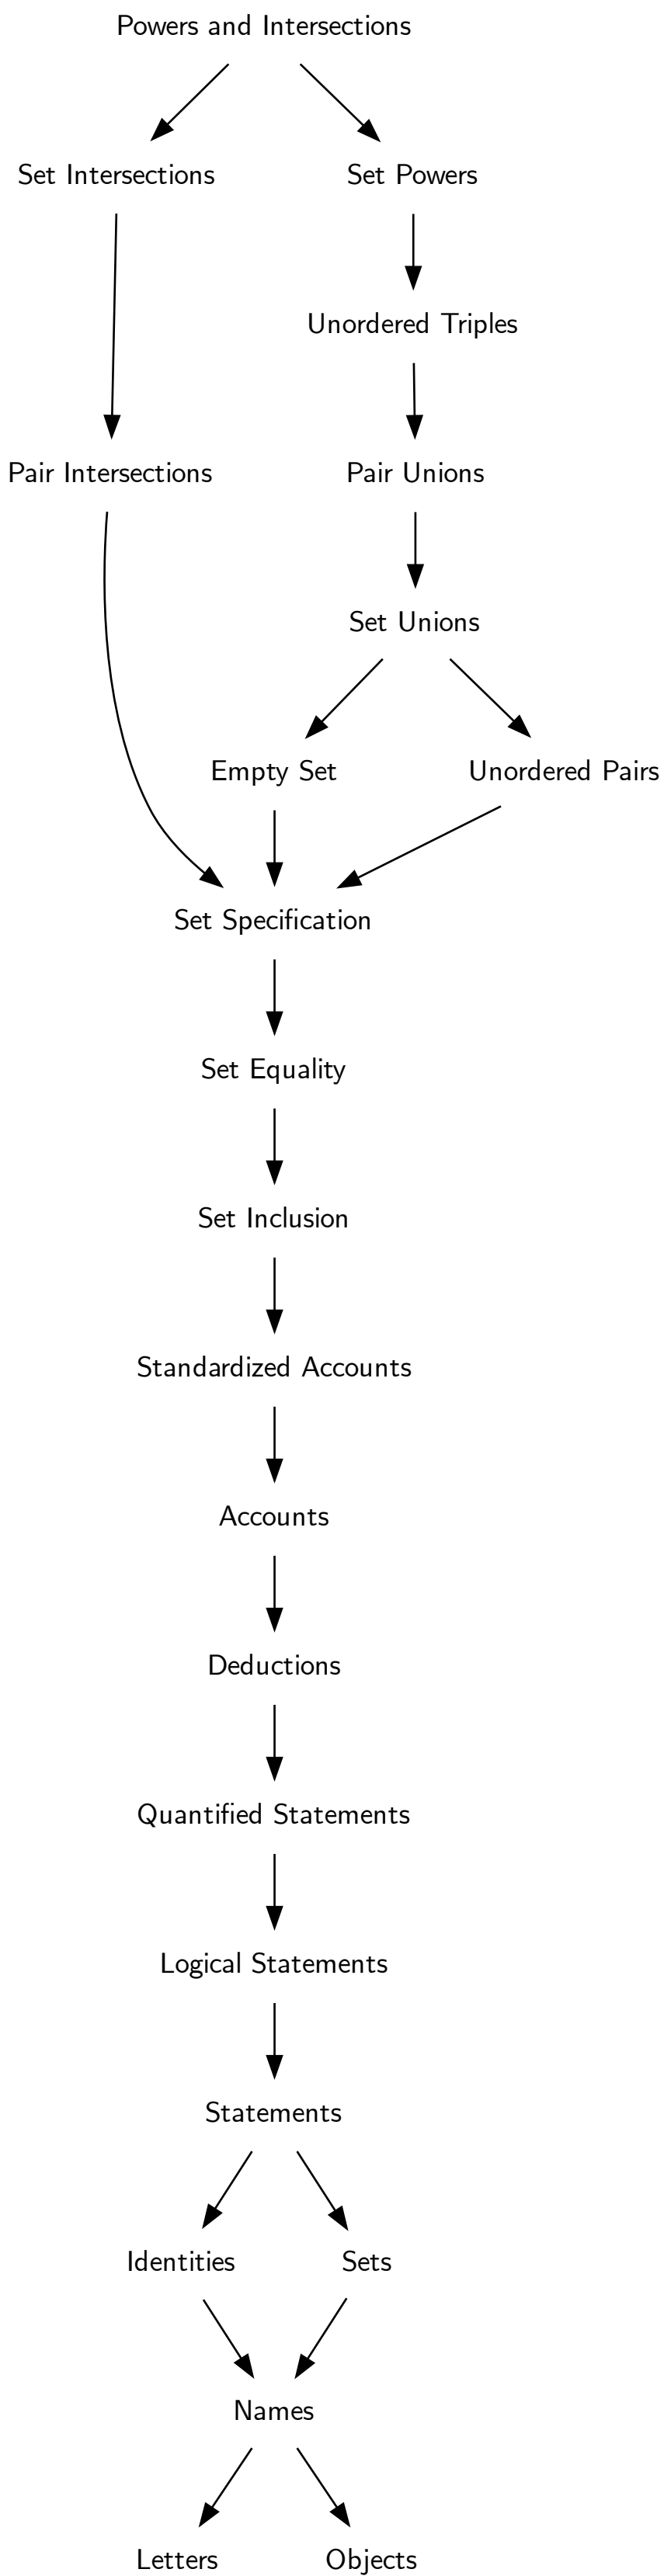 Powers and Intersections
Set Intersections
Set Powers
Unordered Triples
Pair Intersections
Pair Unions
Set Unions
Empty Set
Unordered Pairs
Set Specification
Set Equality
Set Inclusion
Standardized Accounts
Accounts
Deductions
Quantified Statements
Logical Statements
Statements
Identities
Sets
Names
Letters
Objects